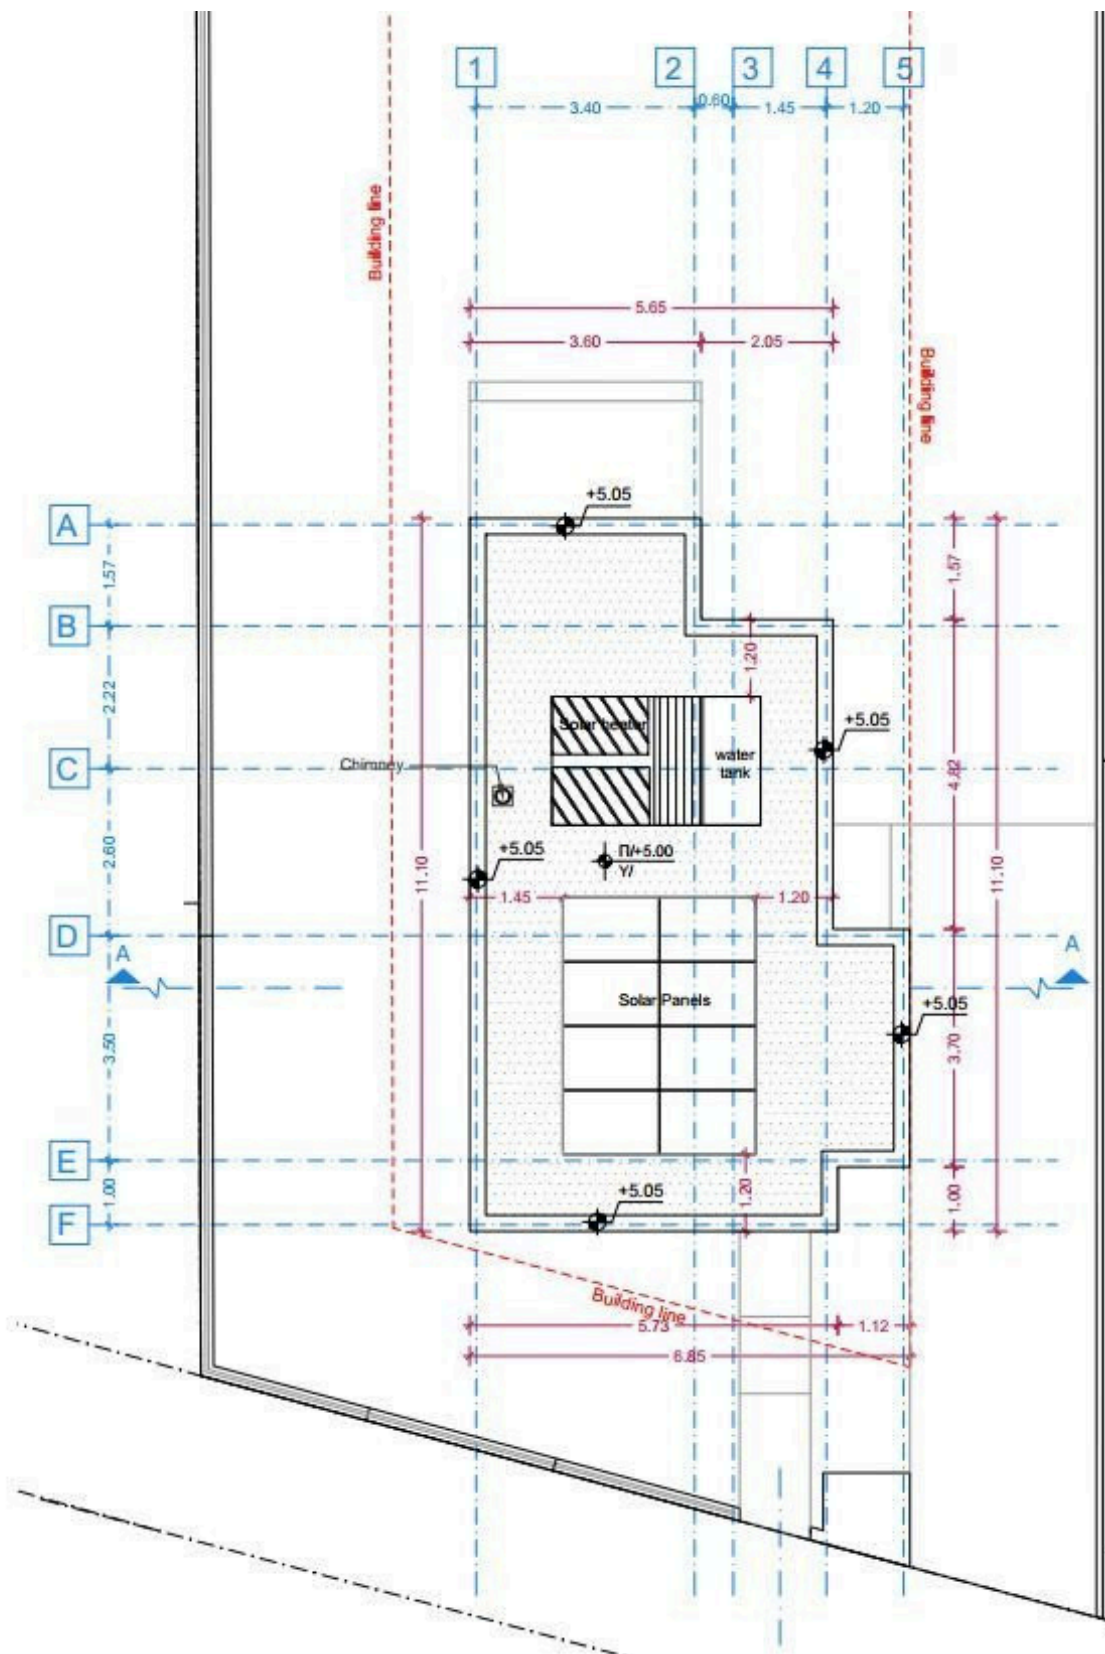 1 2 3 4 5
3.40 0.60 1.45 1.20
Building line
5.65
3.60 2.05
Building line
+5.05
A
1.57 1.57
B
1.20
2.22
+5.05
Solar heater
water
tank
Chimney
C
4.82
+5.05
Π/+5.00
Y/
2.60
11.10 11.10
1.45 1.20
D
A A
Solar Panels
+5.05
3.50 3.70
E
1.00 +5.05 1.20 1.00
F
Building line
5.73 1.12
6.85